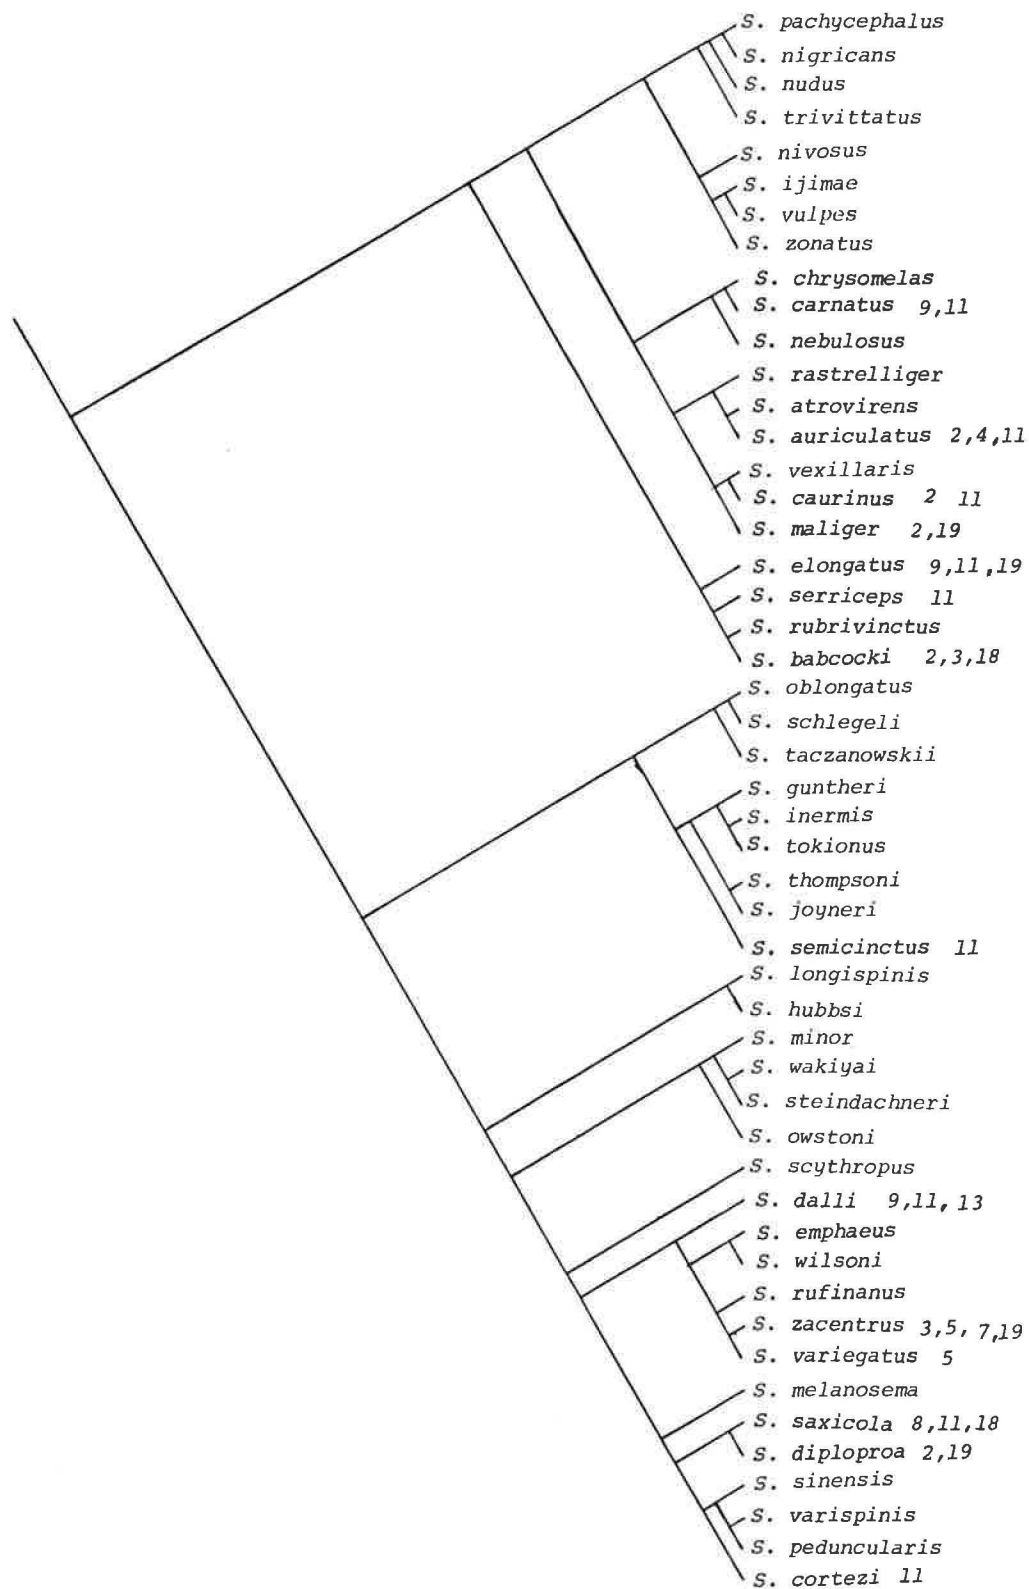 S. pachycephalus
S. nigricans
S. nudus
S. trivittatus
S. nivosus
S. ijimae
S. vulpes
S. zonatus
S. chrysomelas
S. carnatus 9,11
S. nebulosus
S. rastrelliger
S. atrovirens
S. auriculatus 2,4,11
S. vexillaris
S. caurinus 2 11
S. maliger 2,19
S. elongatus 9,11,19
S. serriceps 11
S. rubrivinctus
S. babcocki 2,3,18
S. oblongatus
S. schlegeli
S. taczanowskii
S. guntheri
S. inermis
S. tokionus
S. thompsoni
S. joyneri
S. semicinctus 11
S. longispinis
S. hubbsi
S. minor
S. wakiyai
S. steindachneri
S. owstoni
S. scythropus
S. dalli 9,11,13
S. emphaeus
S. wilsoni
S. rufinanus
S. zacentrus 3,5,7,19
S. variegatus 5
S. melanosema
S. saxicola 8,11,18
S. diploproa 2,19
S. sinensis
S. varispinis
S. peduncularis
S. cortezi 11